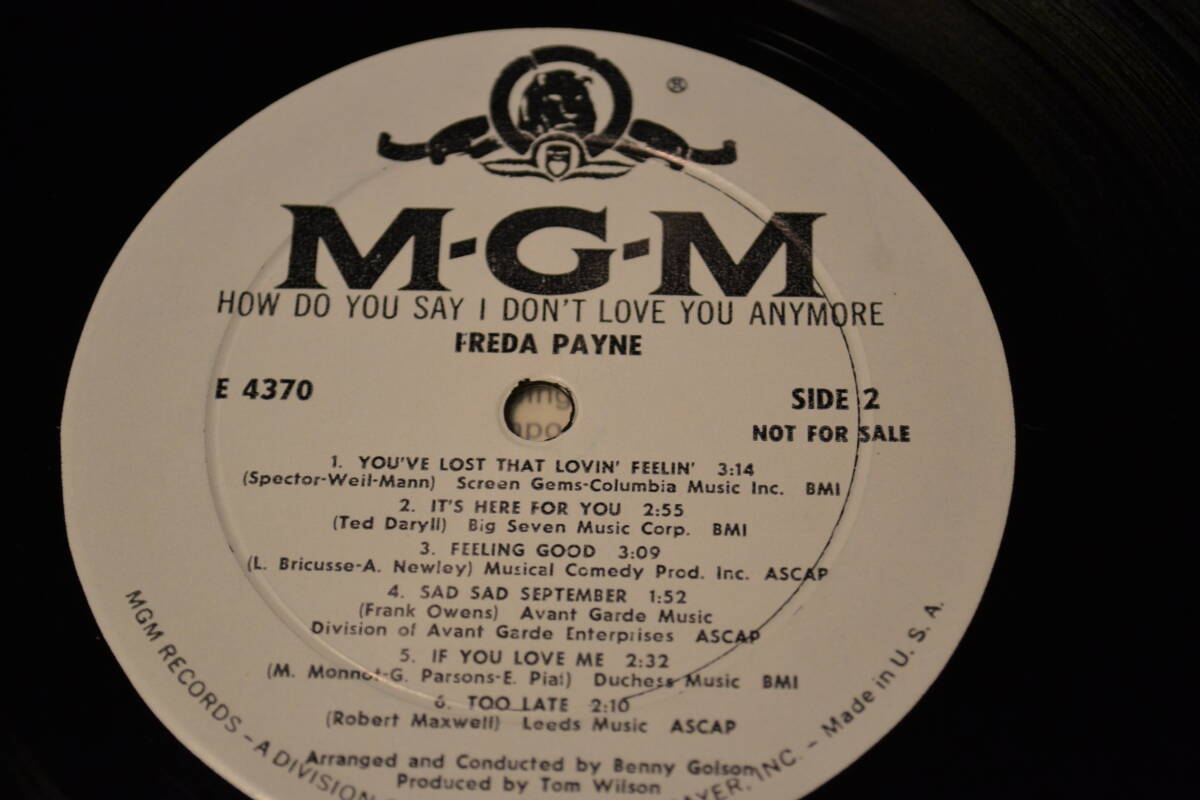 ®
M-G-M
HOW DO YOU SAY I DON'T LOVE YOU ANYMORE
FREDA PAYNE
E 4370
SIDE 2
NOT FOR SALE
1. YOU'VE LOST THAT LOVIN' FEELIN' 3:14
(Spector-Weil-Mann) Screen Gems-Columbia Music Inc. BMI
2. IT'S HERE FOR YOU 2:55
(Ted Daryll) Big Seven Music Corp. BMI
3. FEELING GOOD 3:09
(L. Bricusse-A. Newley) Musical Comedy Prod. Inc. ASCAP
4. SAD SAD SEPTEMBER 1:52
(Frank Owens) Avant Garde Music
Division of Avant Garde Enterprises ASCAP
5. IF YOU LOVE ME 2:32
(M. Monnot-G. Parsons-E. Piaf) Duchess Music BMI
6. TOO LATE 2:10
(Robert Maxwell) Leeds Music ASCAP
Arranged and Conducted by Benny Golson
Produced by Tom Wilson
MGM RECORDS – A DIVISION INC. – Made in U. S. A.